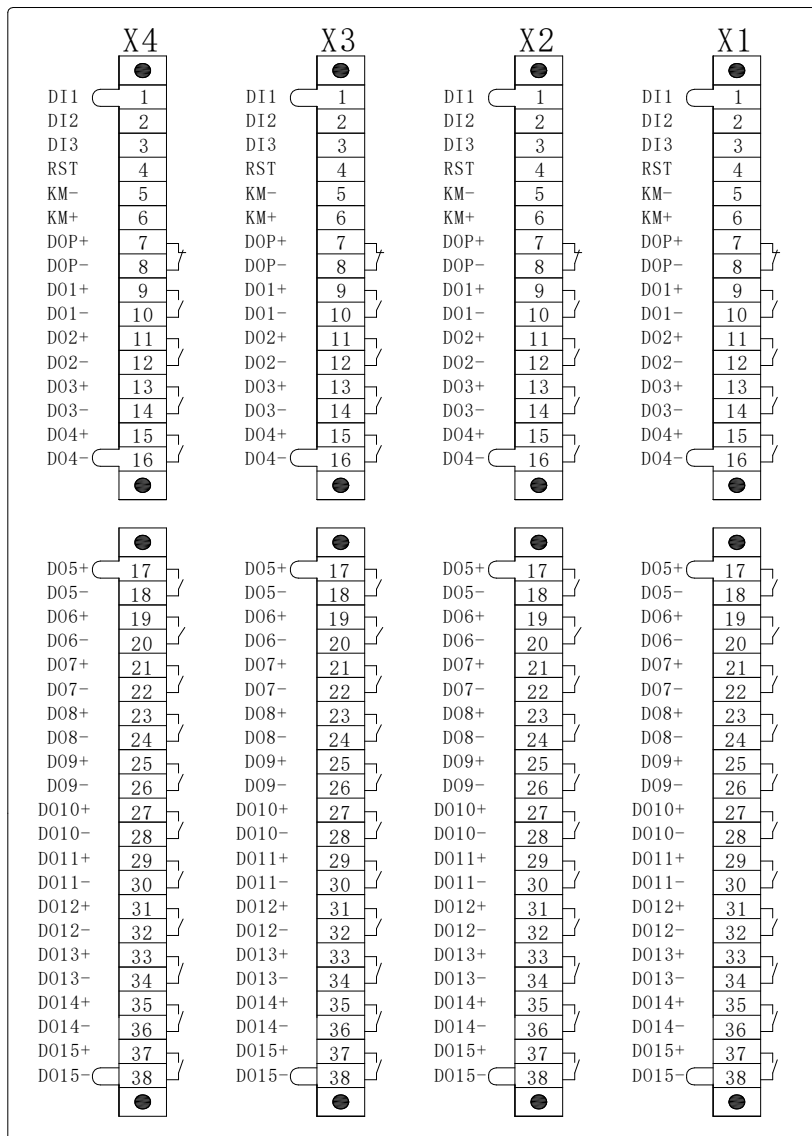 X4 X3 X2 X1
DI1 1 DI1 1 DI1 1 DI1 1
DI2 2 DI2 2 DI2 2 DI2 2
DI3 3 DI3 3 DI3 3 DI3 3
RST 4 RST 4 RST 4 RST 4
KM- 5 KM- 5 KM- 5 KM- 5
KM+ 6 KM+ 6 KM+ 6 KM+ 6
DOP+ 7 DOP+ 7 DOP+ 7 DOP+ 7
DOP- 8 DOP- 8 DOP- 8 DOP- 8
DO1+ 9 DO1+ 9 DO1+ 9 DO1+ 9
DO1- 10 DO1- 10 DO1- 10 DO1- 10
DO2+ 11 DO2+ 11 DO2+ 11 DO2+ 11
DO2- 12 DO2- 12 DO2- 12 DO2- 12
DO3+ 13 DO3+ 13 DO3+ 13 DO3+ 13
DO3- 14 DO3- 14 DO3- 14 DO3- 14
DO4+ 15 DO4+ 15 DO4+ 15 DO4+ 15
DO4- 16 DO4- 16 DO4- 16 DO4- 16
DO5+ 17 DO5+ 17 DO5+ 17 DO5+ 17
DO5- 18 DO5- 18 DO5- 18 DO5- 18
DO6+ 19 DO6+ 19 DO6+ 19 DO6+ 19
DO6- 20 DO6- 20 DO6- 20 DO6- 20
DO7+ 21 DO7+ 21 DO7+ 21 DO7+ 21
DO7- 22 DO7- 22 DO7- 22 DO7- 22
DO8+ 23 DO8+ 23 DO8+ 23 DO8+ 23
DO8- 24 DO8- 24 DO8- 24 DO8- 24
DO9+ 25 DO9+ 25 DO9+ 25 DO9+ 25
DO9- 26 DO9- 26 DO9- 26 DO9- 26
DO10+ 27 DO10+ 27 DO10+ 27 DO10+ 27
DO10- 28 DO10- 28 DO10- 28 DO10- 28
DO11+ 29 DO11+ 29 DO11+ 29 DO11+ 29
DO11- 30 DO11- 30 DO11- 30 DO11- 30
DO12+ 31 DO12+ 31 DO12+ 31 DO12+ 31
DO12- 32 DO12- 32 DO12- 32 DO12- 32
DO13+ 33 DO13+ 33 DO13+ 33 DO13+ 33
DO13- 34 DO13- 34 DO13- 34 DO13- 34
DO14+ 35 DO14+ 35 DO14+ 35 DO14+ 35
DO14- 36 DO14- 36 DO14- 36 DO14- 36
DO15+ 37 DO15+ 37 DO15+ 37 DO15+ 37
DO15- 38 DO15- 38 DO15- 38 DO15- 38